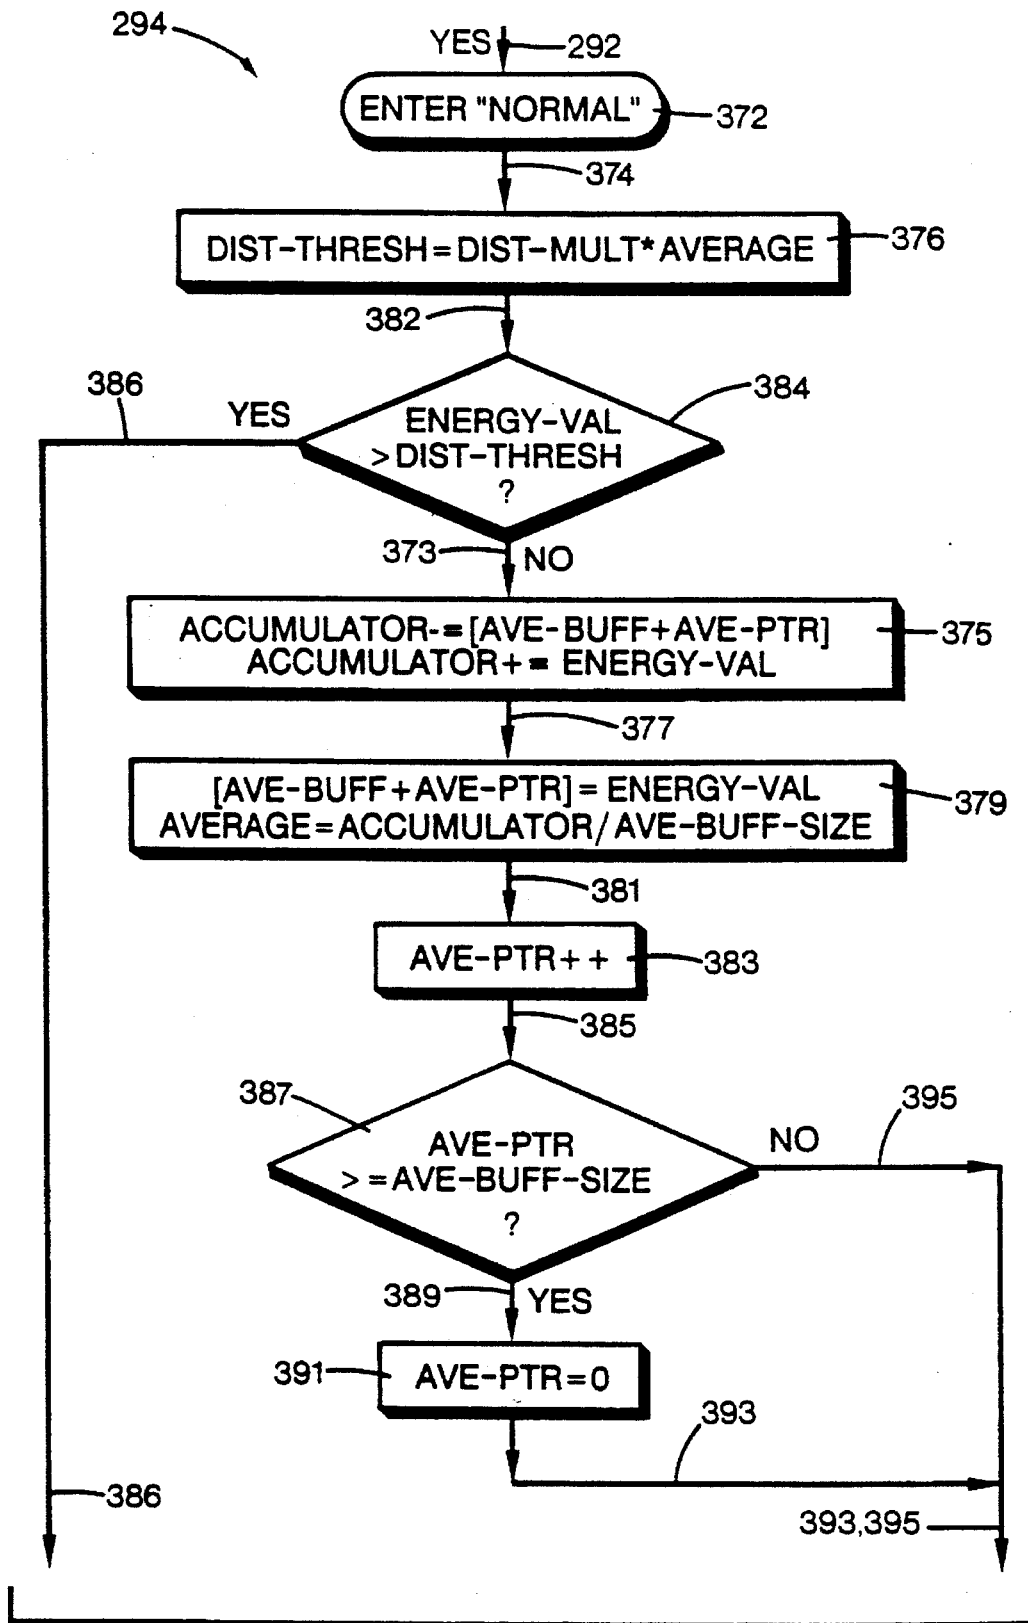 294
YES
292
ENTER "NORMAL"
372
374
DIST-THRESH=DIST-MULT*AVERAGE
376
382
386
YES
384
ENERGY-VAL
>DIST-THRESH
?
373
NO
ACCUMULATOR-=[AVE-BUFF+AVE-PTR]
ACCUMULATOR+= ENERGY-VAL
375
377
[AVE-BUFF+AVE-PTR]=ENERGY-VAL
AVERAGE=ACCUMULATOR/AVE-BUFF-SIZE
379
381
AVE-PTR++
383
385
387
AVE-PTR
>=AVE-BUFF-SIZE
?
NO
395
389
YES
391
AVE-PTR=0
393
386
393,395